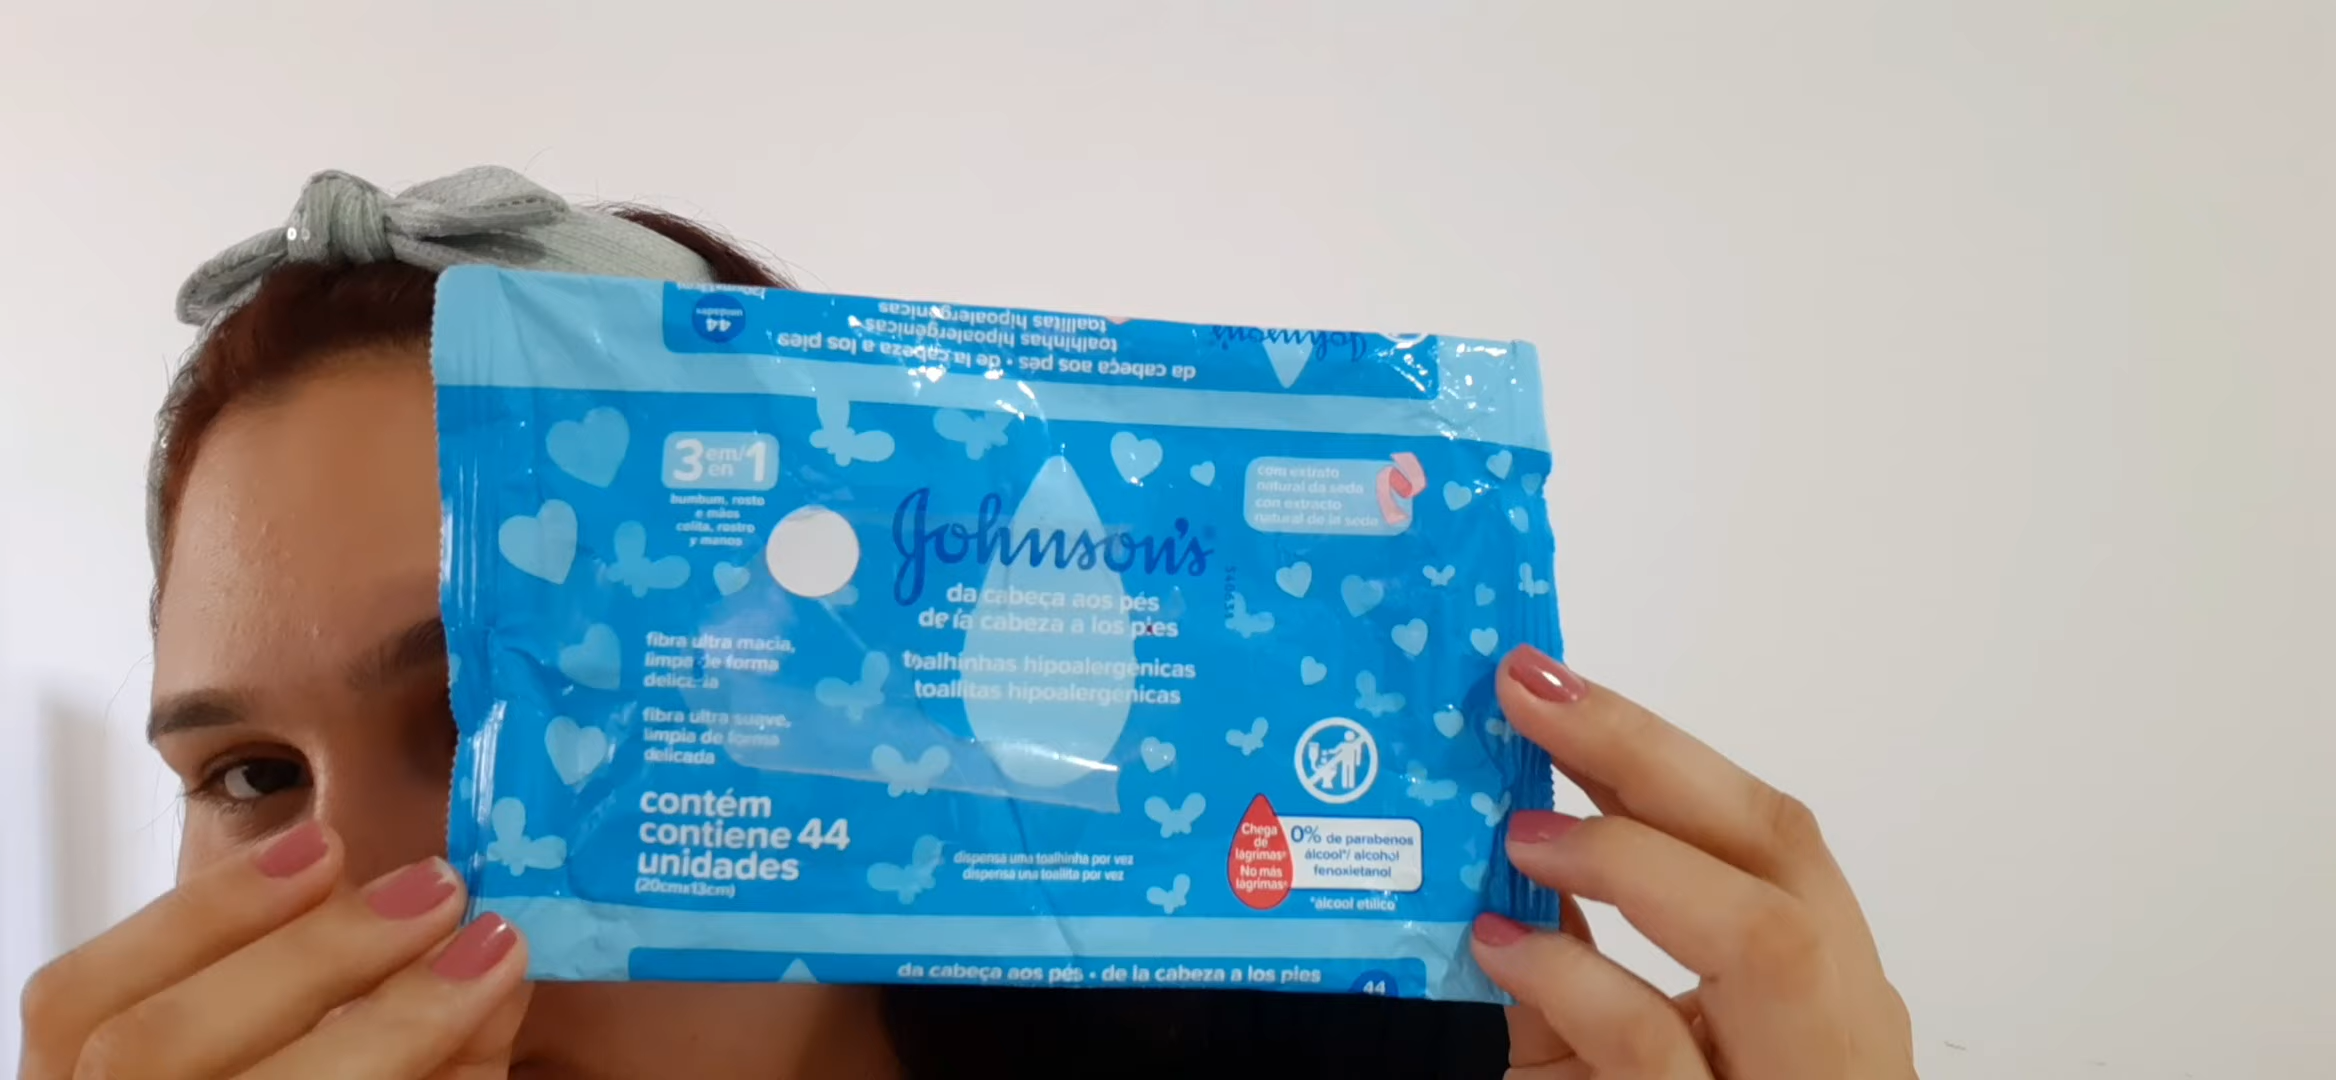 44
unidades
toallitas hipoalergénicas
toalhinhas hipoalergênicas
da cabeça aos pés • de la cabeza a los pies
Johnson's
3 em/en 1
bumbum, rosto
e mãos
colita, rostro
y manos
com extrato
natural da seda
con extracto
natural de la seda
Johnson's
da cabeça aos pés
de la cabeza a los pies
toalhinhas hipoalergênicas
toallitas hipoalergénicas
fibra ultra macia,
limpa de forma
delicada
fibra ultra suave,
limpia de forma
delicada
contém
contiene 44
unidades
(20cmx13cm)
dispensa uma toalhinha por vez
dispensa una toallita por vez
Chega
de
lágrimas
No más
lágrimas
0% de parabenos
álcool*/ alcohol
fenoxietanol
*álcool etílico
da cabeça aos pés • de la cabeza a los pies
44